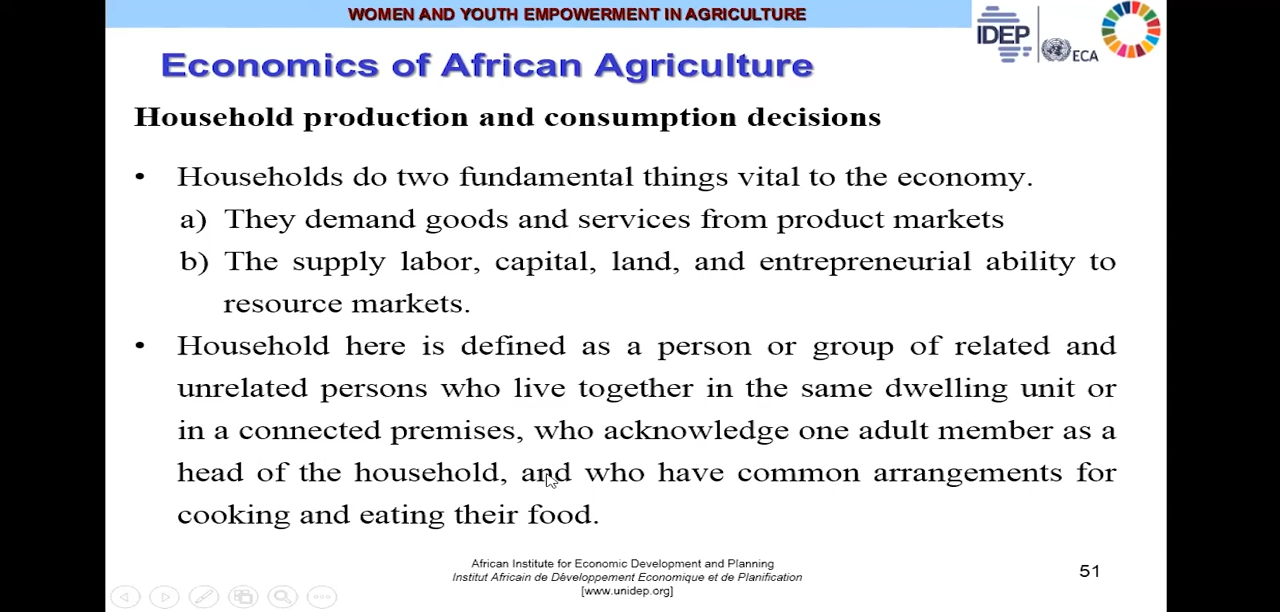 WOMEN AND YOUTH EMPOWERMENT IN AGRICULTURE
IDEP
ECA
Economics of African Agriculture
Household production and consumption decisions
• Households do two fundamental things vital to the economy.
a) They demand goods and services from product markets
b) The supply labor, capital, land, and entrepreneurial ability to
resource markets.
• Household here is defined as a person or group of related and
unrelated persons who live together in the same dwelling unit or
in a connected premises, who acknowledge one adult member as a
head of the household, and who have common arrangements for
cooking and eating their food.
African Institute for Economic Development and Planning
Institut Africain de Développement Economique et de Planification
[www.unidep.org]
51